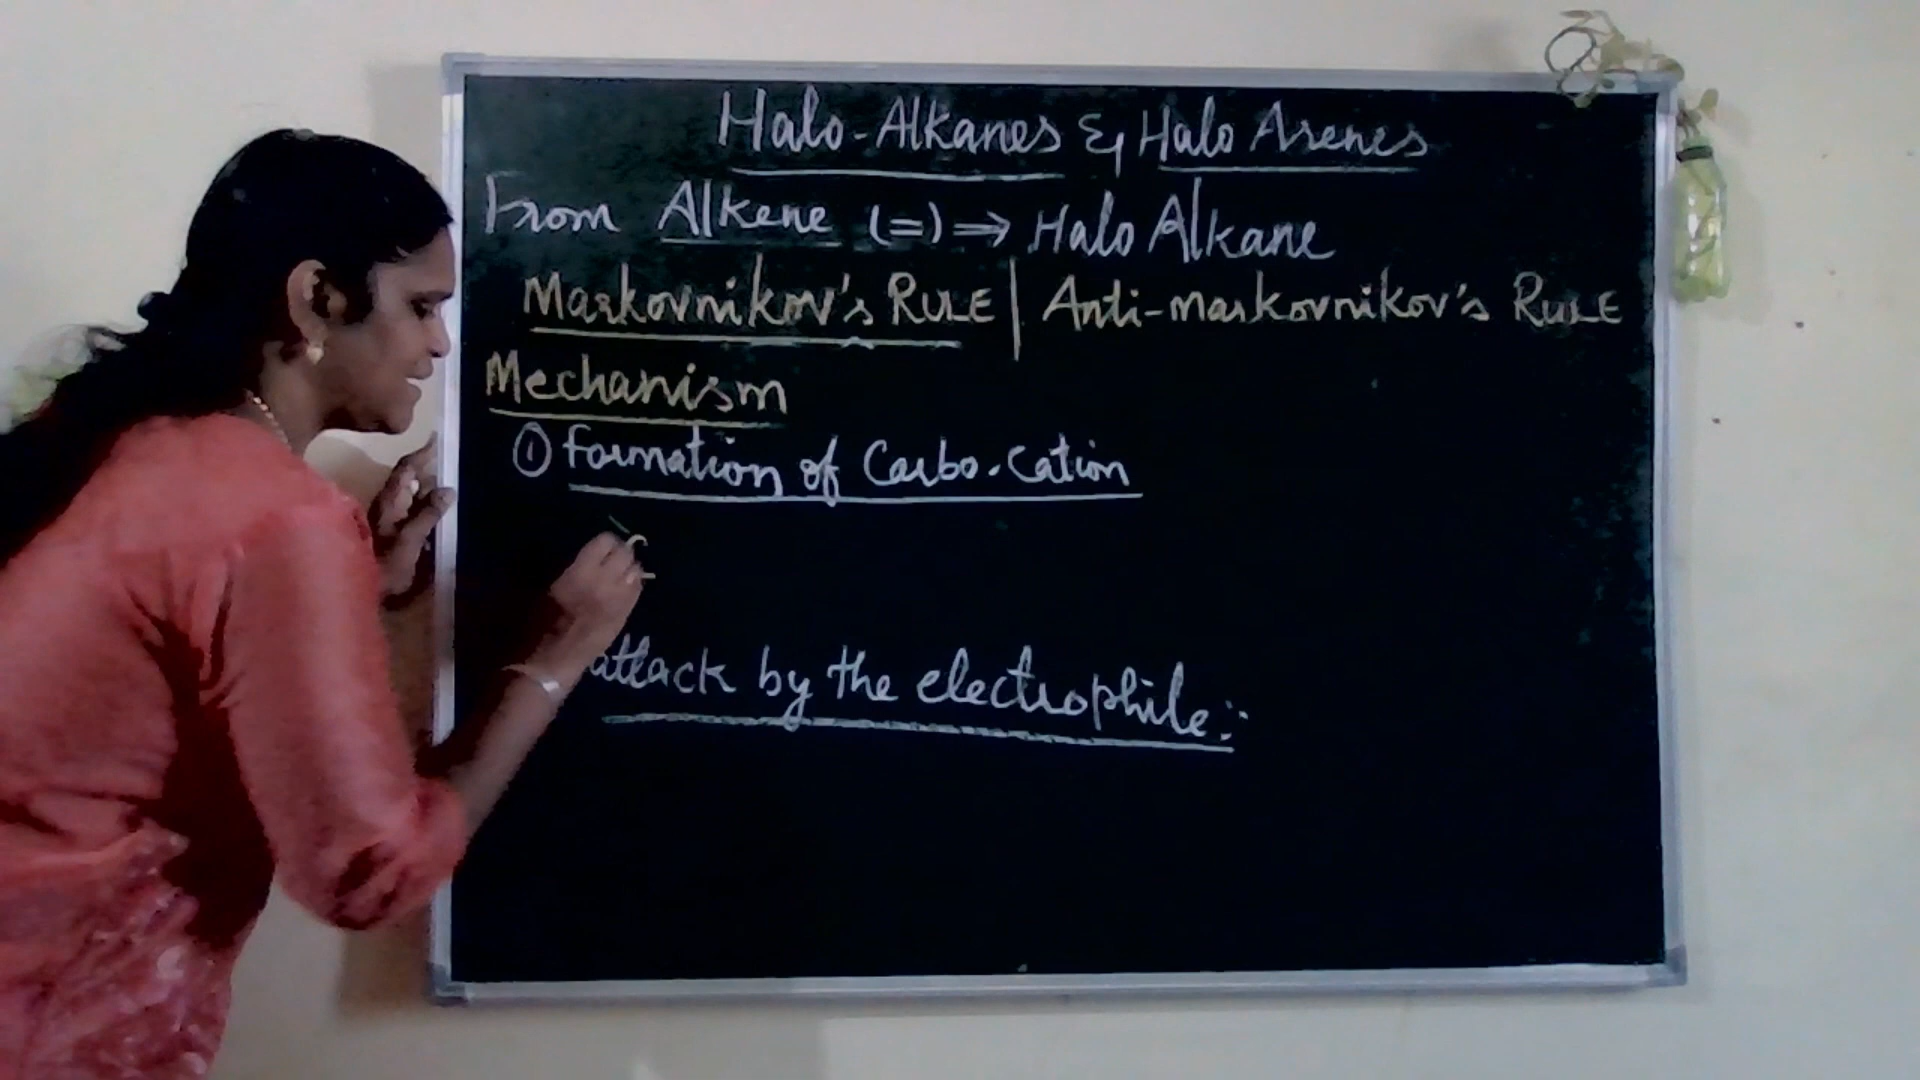 Halo-Alkanes & Halo Arenes
From Alkene (=) ⇒ Halo Alkane
Markovnikov's RULE | Anti-Markovnikov's RULE
Mechanism
① Formation of Carbo-Cation
attack by the electrophile:-